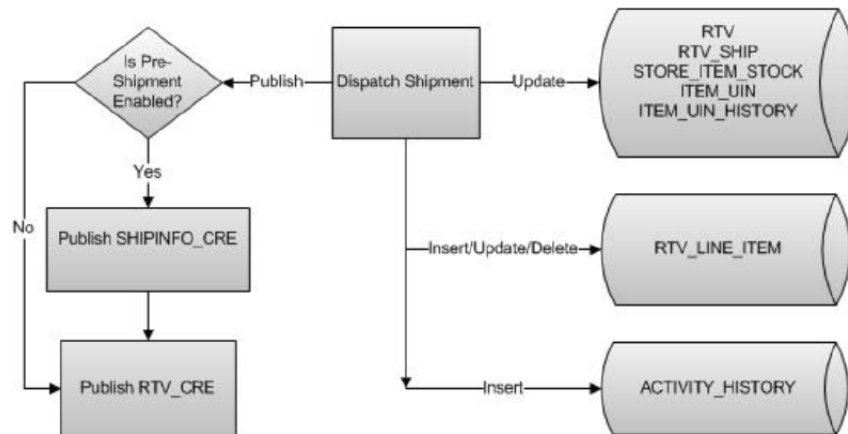 Is Pre-
Shipment
Enabled?
Publish
Dispatch Shipment
Update
RTV
RTV_SHIP
STORE_ITEM_STOCK
ITEM_UIN
ITEM_UIN_HISTORY
Yes
No
Publish SHIPINFO_CRE
Insert/Update/Delete
RTV_LINE_ITEM
Publish RTV_CRE
Insert
ACTIVITY_HISTORY